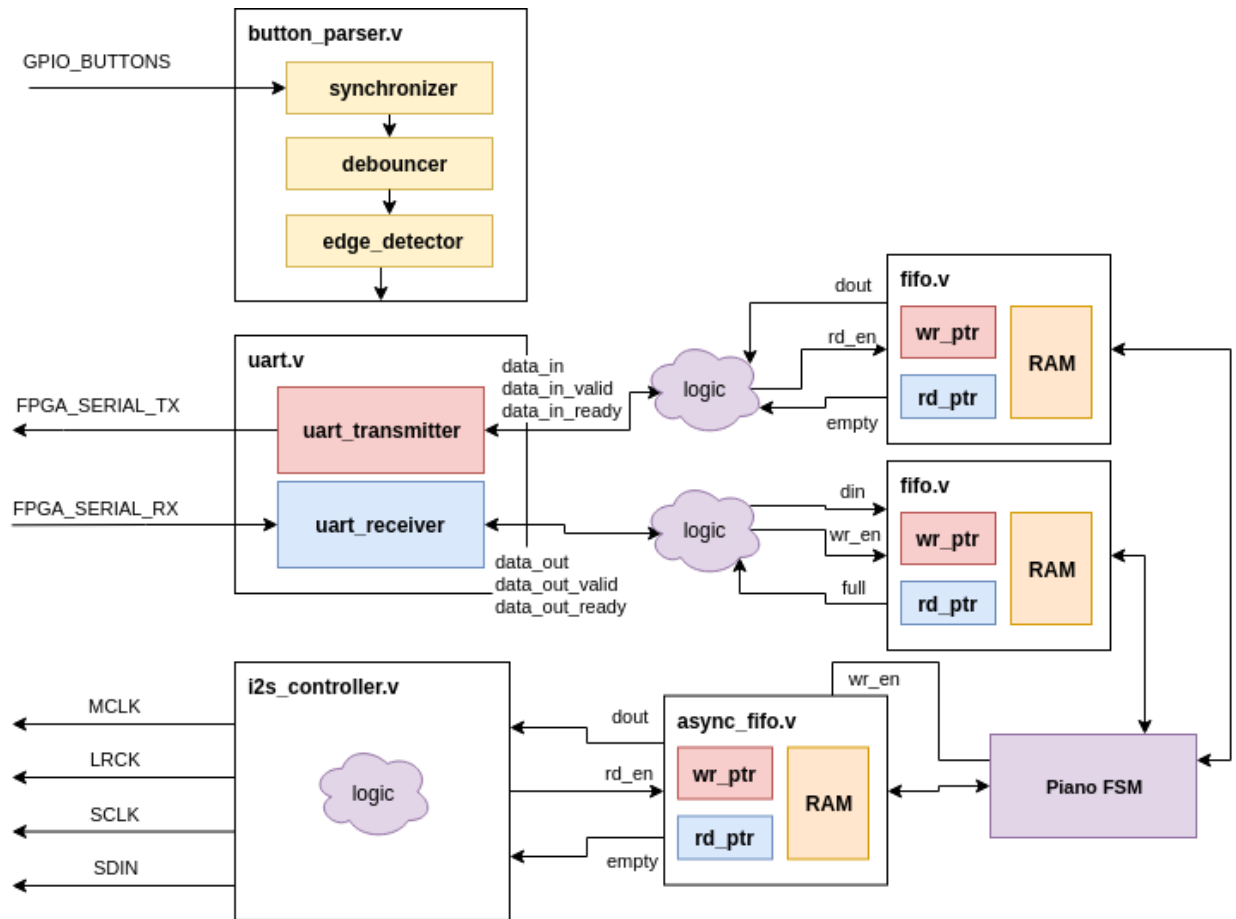 button_parser.v
GPIO_BUTTONS
synchronizer
debouncer
edge_detector
uart.v
FPGA_SERIAL_TX
uart_transmitter
data_in
data_in_valid
data_in_ready
logic
dout
rd_en
empty
fifo.v
wr_ptr
rd_ptr
RAM
FPGA_SERIAL_RX
uart_receiver
data_out
data_out_valid
data_out_ready
logic
din
wr_en
full
fifo.v
wr_ptr
rd_ptr
RAM
i2s_controller.v
MCLK
LRCK
SCLK
SDIN
logic
dout
rd_en
empty
async_fifo.v
wr_ptr
rd_ptr
RAM
wr_en
Piano FSM